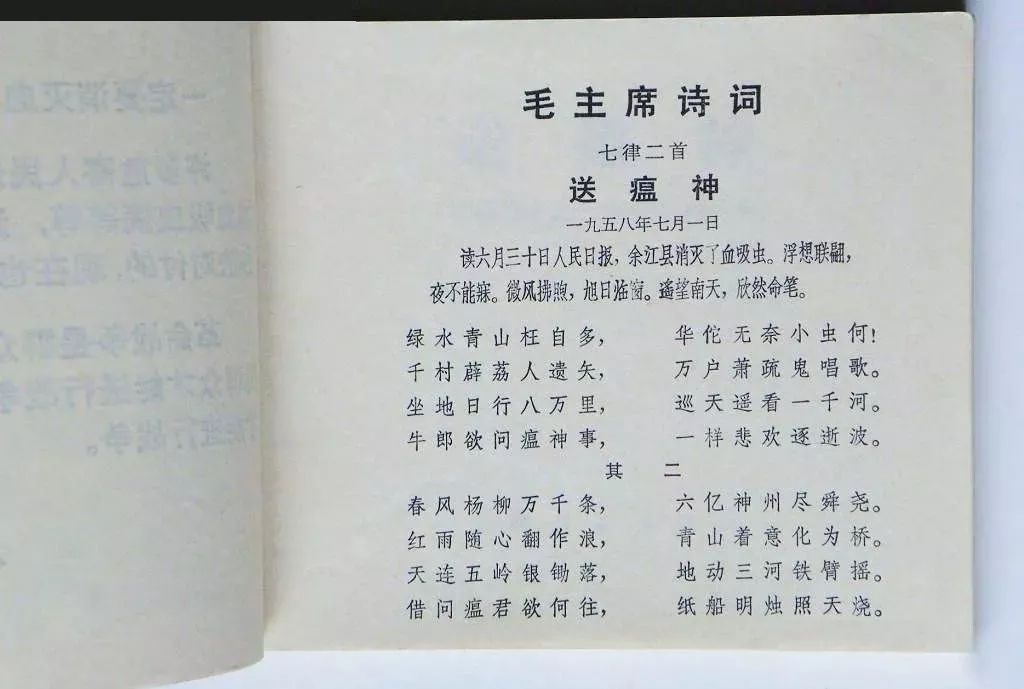 毛主席诗词
七律二首
送瘟神
一九五八年七月一日
读六月三十日人民日报，余江县消灭了血吸虫。浮想联翩，
夜不能寐。微风拂煦，旭日临窗。遥望南天，欣然命笔。
绿水青山枉自多，华佗无奈小虫何！
千村薜荔人遗矢，万户萧疏鬼唱歌。
坐地日行八万里，巡天遥看一千河。
牛郎欲问瘟神事，一样悲欢逐逝波。
其二
春风杨柳万千条，六亿神州尽舜尧。
红雨随心翻作浪，青山着意化为桥。
天连五岭银锄落，地动三河铁臂摇。
借问瘟君欲何往，纸船明烛照天烧。